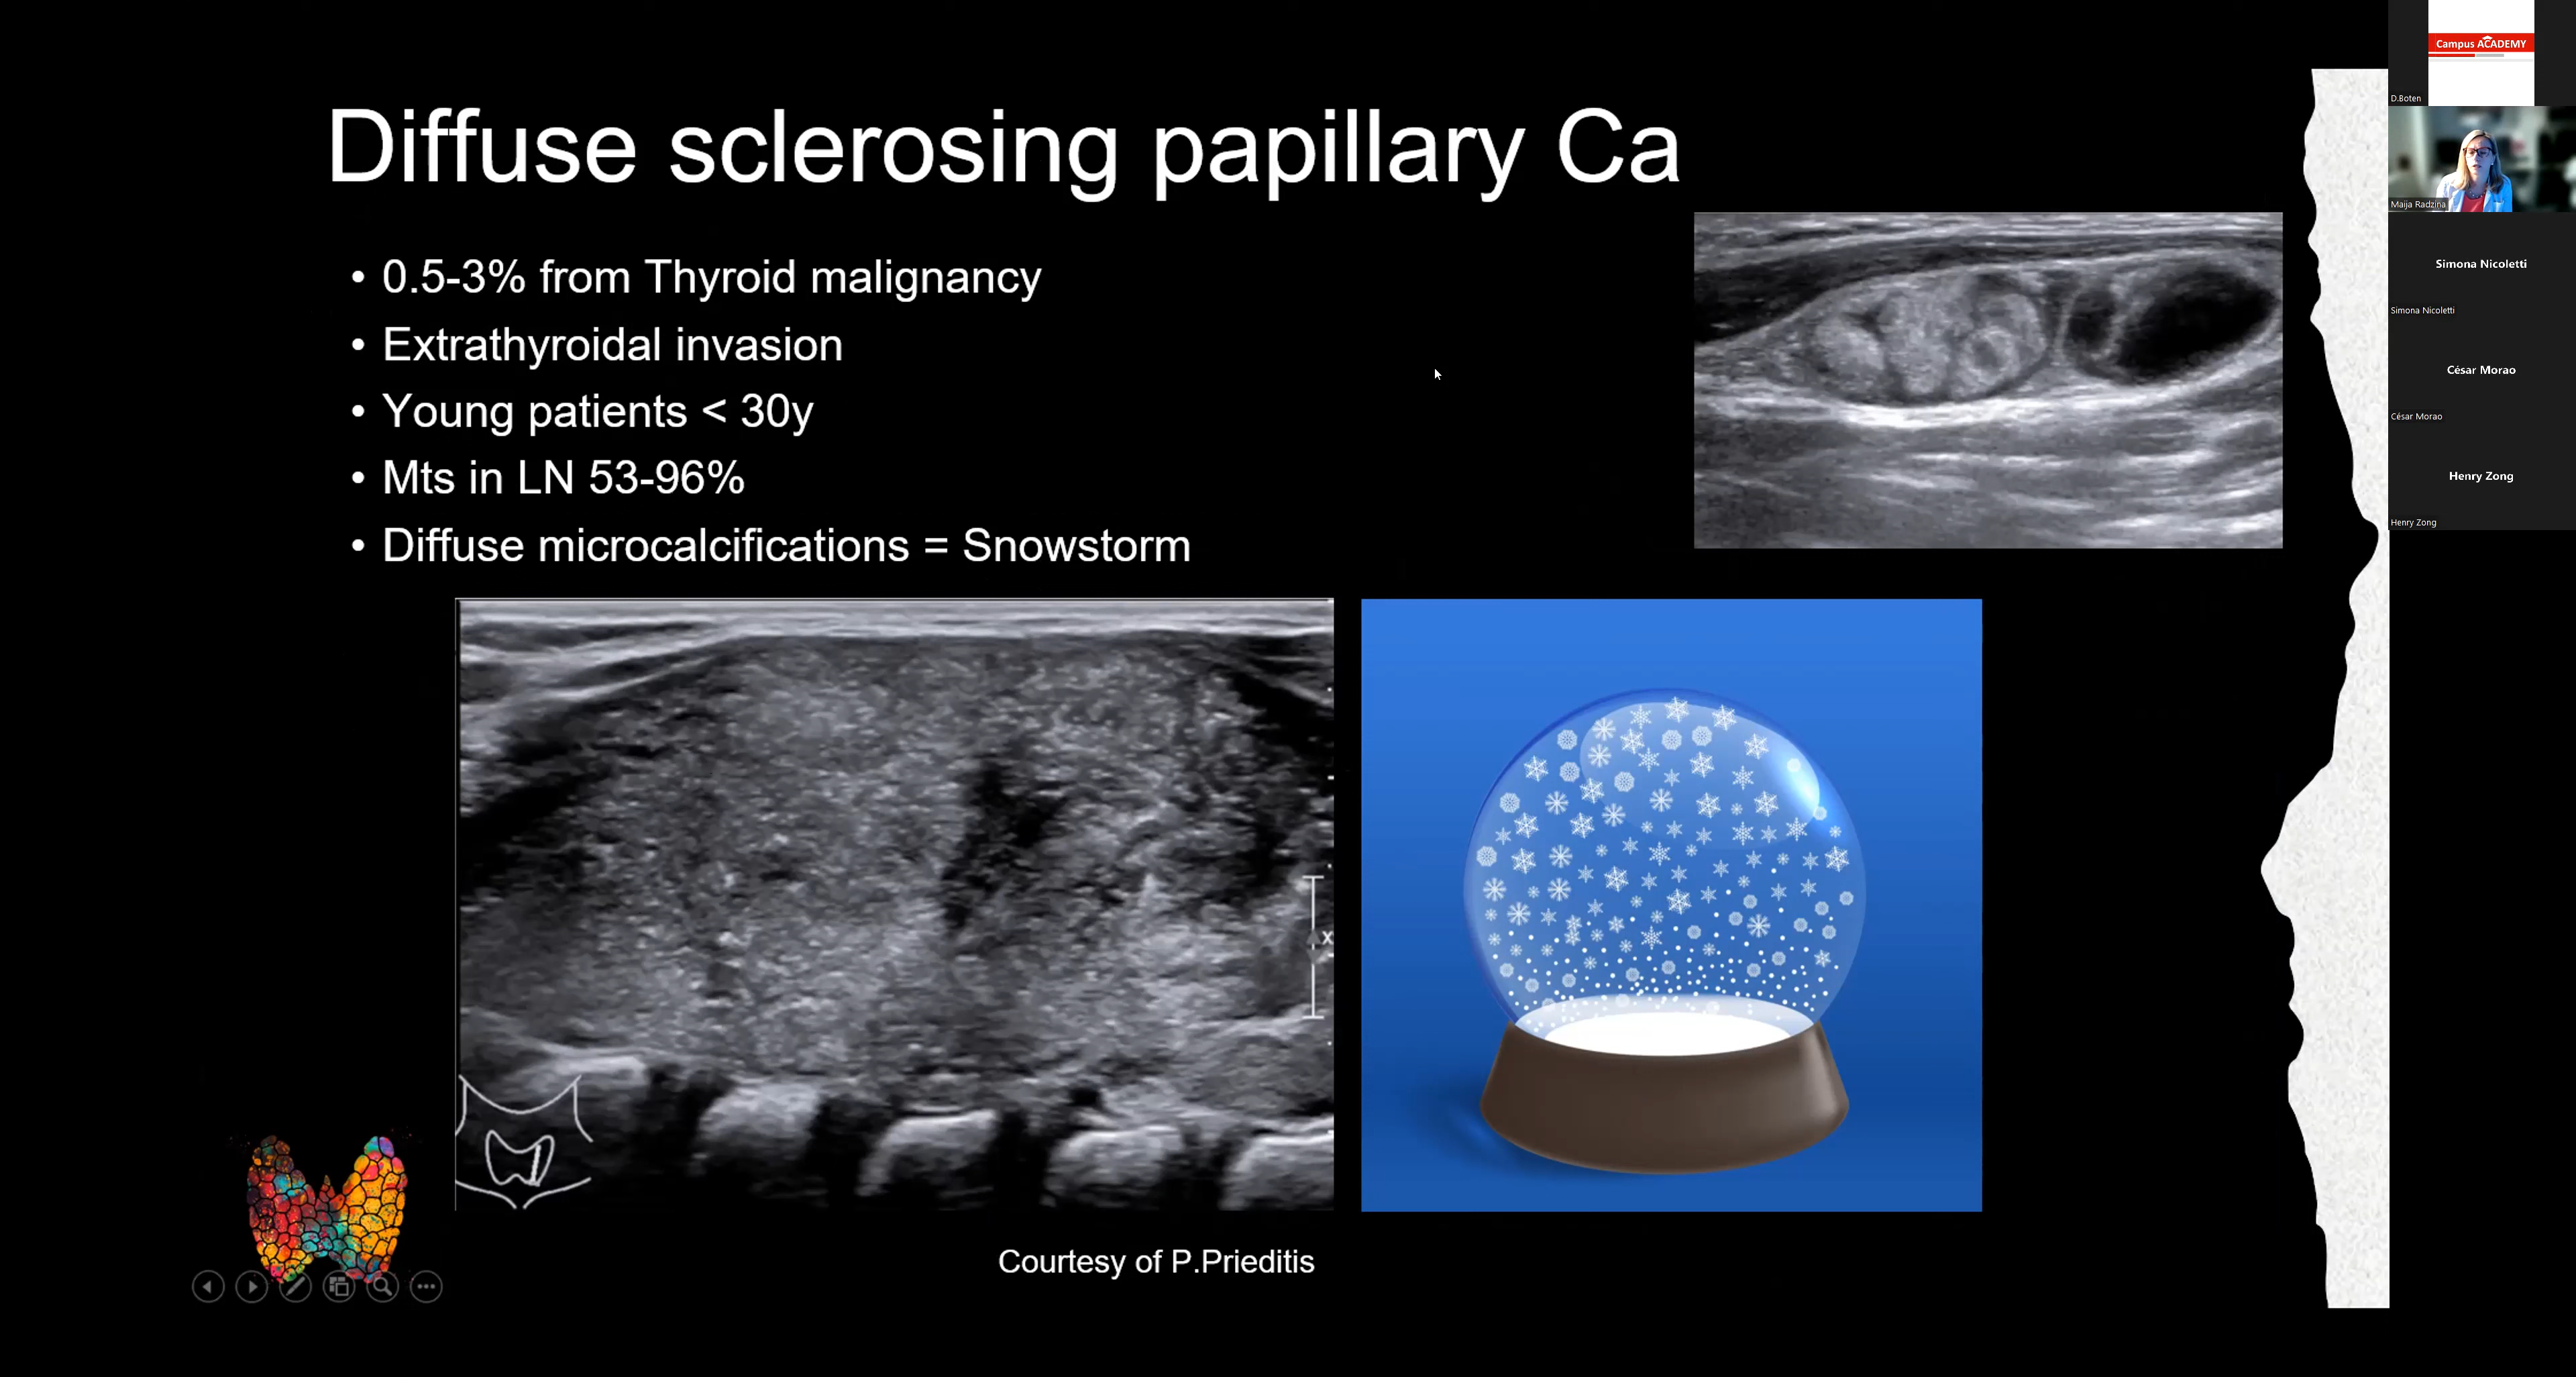 Diffuse sclerosing papillary Ca
• 0.5-3% from Thyroid malignancy
• Extrathyroidal invasion
• Young patients < 30y
• Mts in LN 53-96%
• Diffuse microcalcifications = Snowstorm
x
Courtesy of P.Prieditis
Campus ACADEMY
D.Boten
Maija Radzina
Simona Nicoletti
Simona Nicoletti
César Morao
César Morao
Henry Zong
Henry Zong